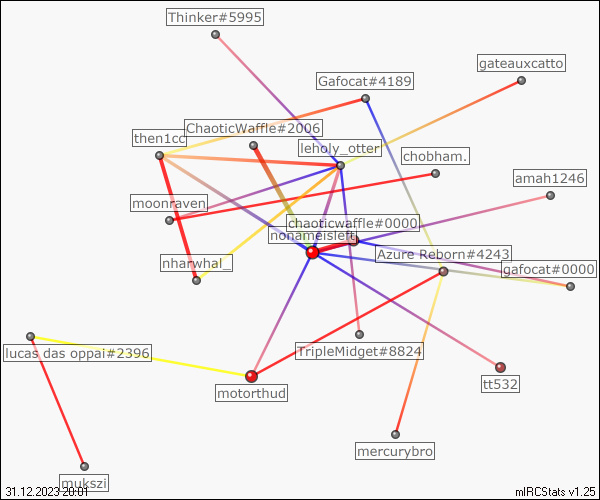 Thinker#5995
gateauxcatto
Gafocat#4189
ChaoticWaffle#2006
then1cc
leholy_otter
chobham.
amah1246
moonraven
chaoticwaffle#0000
nonameisleft
Azure Reborn#4243
nharwhal_
gafocat#0000
lucas das oppai#2396
TripleMidget#8824
tt532
motorthud
mercurybro
mukszi
31.12.2023 20:01
mIRCStats v1.25